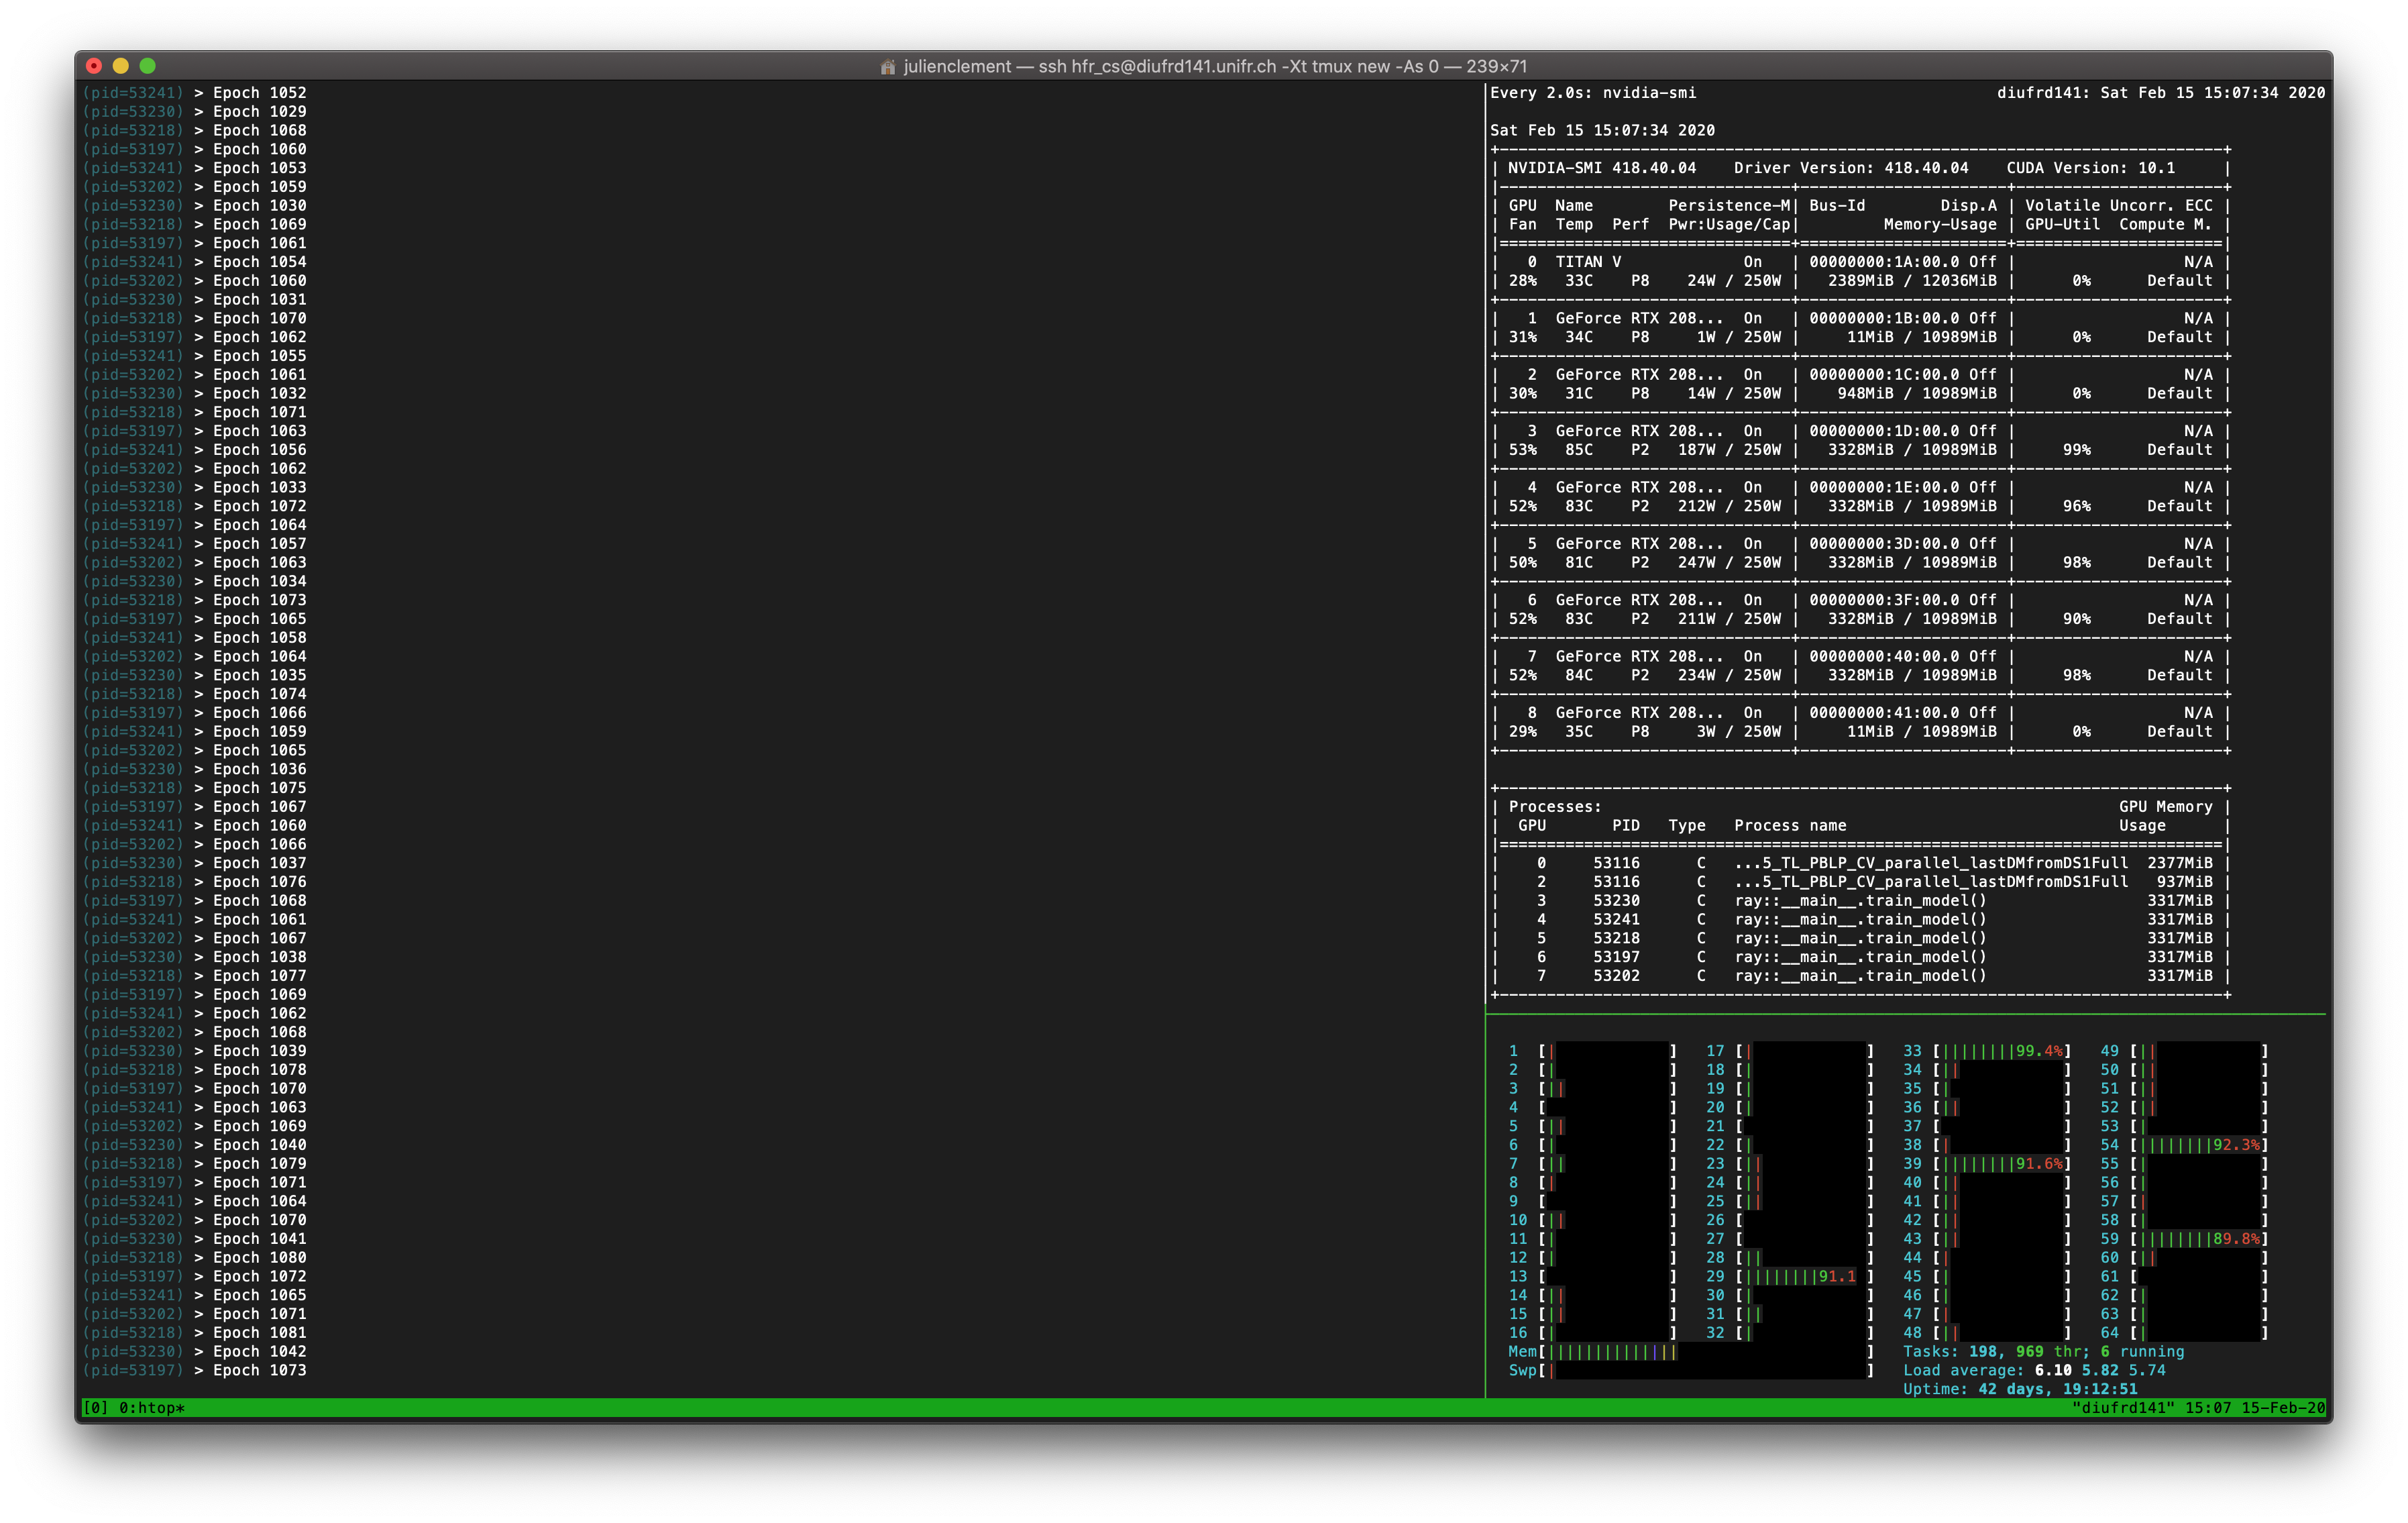 julienclement — ssh hfr_cs@diufrd141.unifr.ch -Xt tmux new -As 0 — 239×71
(pid=53241) > Epoch 1052
(pid=53230) > Epoch 1029
(pid=53218) > Epoch 1068
(pid=53197) > Epoch 1060
(pid=53241) > Epoch 1053
(pid=53202) > Epoch 1059
(pid=53230) > Epoch 1030
(pid=53218) > Epoch 1069
(pid=53197) > Epoch 1061
(pid=53241) > Epoch 1054
(pid=53202) > Epoch 1060
(pid=53230) > Epoch 1031
(pid=53218) > Epoch 1070
(pid=53197) > Epoch 1062
(pid=53241) > Epoch 1055
(pid=53202) > Epoch 1061
(pid=53230) > Epoch 1032
(pid=53218) > Epoch 1071
(pid=53197) > Epoch 1063
(pid=53241) > Epoch 1056
(pid=53202) > Epoch 1062
(pid=53230) > Epoch 1033
(pid=53218) > Epoch 1072
(pid=53197) > Epoch 1064
(pid=53241) > Epoch 1057
(pid=53202) > Epoch 1063
(pid=53230) > Epoch 1034
(pid=53218) > Epoch 1073
(pid=53197) > Epoch 1065
(pid=53241) > Epoch 1058
(pid=53202) > Epoch 1064
(pid=53230) > Epoch 1035
(pid=53218) > Epoch 1074
(pid=53197) > Epoch 1066
(pid=53241) > Epoch 1059
(pid=53202) > Epoch 1065
(pid=53230) > Epoch 1036
(pid=53218) > Epoch 1075
(pid=53197) > Epoch 1067
(pid=53241) > Epoch 1060
(pid=53202) > Epoch 1066
(pid=53230) > Epoch 1037
(pid=53218) > Epoch 1076
(pid=53197) > Epoch 1068
(pid=53241) > Epoch 1061
(pid=53202) > Epoch 1067
(pid=53230) > Epoch 1038
(pid=53218) > Epoch 1077
(pid=53197) > Epoch 1069
(pid=53241) > Epoch 1062
(pid=53202) > Epoch 1068
(pid=53230) > Epoch 1039
(pid=53218) > Epoch 1078
(pid=53197) > Epoch 1070
(pid=53241) > Epoch 1063
(pid=53202) > Epoch 1069
(pid=53230) > Epoch 1040
(pid=53218) > Epoch 1079
(pid=53197) > Epoch 1071
(pid=53241) > Epoch 1064
(pid=53202) > Epoch 1070
(pid=53230) > Epoch 1041
(pid=53218) > Epoch 1080
(pid=53197) > Epoch 1072
(pid=53241) > Epoch 1065
(pid=53202) > Epoch 1071
(pid=53218) > Epoch 1081
(pid=53230) > Epoch 1042
(pid=53197) > Epoch 1073
Every 2.0s: nvidia-smi diufrd141: Sat Feb 15 15:07:34 2020
Sat Feb 15 15:07:34 2020
| NVIDIA-SMI 418.40.04 Driver Version: 418.40.04 CUDA Version: 10.1 |
| GPU Name Persistence-M| Bus-Id Disp.A | Volatile Uncorr. ECC |
| Fan Temp Perf Pwr:Usage/Cap| Memory-Usage | GPU-Util Compute M. |
| 0 TITAN V On | 00000000:1A:00.0 Off | N/A |
| 28% 33C P8 24W / 250W | 2389MiB / 12036MiB | 0% Default |
| 1 GeForce RTX 208... On | 00000000:1B:00.0 Off | N/A |
| 31% 34C P8 1W / 250W | 11MiB / 10989MiB | 0% Default |
| 2 GeForce RTX 208... On | 00000000:1C:00.0 Off | N/A |
| 30% 31C P8 14W / 250W | 948MiB / 10989MiB | 0% Default |
| 3 GeForce RTX 208... On | 00000000:1D:00.0 Off | N/A |
| 53% 85C P2 187W / 250W | 3328MiB / 10989MiB | 99% Default |
| 4 GeForce RTX 208... On | 00000000:1E:00.0 Off | N/A |
| 52% 83C P2 212W / 250W | 3328MiB / 10989MiB | 96% Default |
| 5 GeForce RTX 208... On | 00000000:3D:00.0 Off | N/A |
| 50% 81C P2 247W / 250W | 3328MiB / 10989MiB | 98% Default |
| 6 GeForce RTX 208... On | 00000000:3F:00.0 Off | N/A |
| 52% 83C P2 211W / 250W | 3328MiB / 10989MiB | 90% Default |
| 7 GeForce RTX 208... On | 00000000:40:00.0 Off | N/A |
| 52% 84C P2 234W / 250W | 3328MiB / 10989MiB | 98% Default |
| 8 GeForce RTX 208... On | 00000000:41:00.0 Off | N/A |
| 29% 35C P8 3W / 250W | 11MiB / 10989MiB | 0% Default |
| Processes: GPU Memory |
| GPU PID Type Process name Usage |
| 0 53116 C ...5_TL_PBLP_CV_parallel_lastDMfromDS1Full 2377MiB |
| 2 53116 C ...5_TL_PBLP_CV_parallel_lastDMfromDS1Full 937MiB |
| 3 53230 C ray::__main__.train_model() 3317MiB |
| 4 53241 C ray::__main__.train_model() 3317MiB |
| 5 53218 C ray::__main__.train_model() 3317MiB |
| 6 53197 C ray::__main__.train_model() 3317MiB |
| 7 53202 C ray::__main__.train_model() 3317MiB |
1 [| ] 17 [| ] 33 [||||||||99.4%] 49 [|| ]
2 [| ] 18 [| ] 34 [|| ] 50 [|| ]
3 [|| ] 19 [| ] 35 [| ] 51 [|| ]
4 [ ] 20 [| ] 36 [|| ] 52 [|| ]
5 [|| ] 21 [ ] 37 [ ] 53 [| ]
6 [| ] 22 [| ] 38 [| ] 54 [||||||||92.3%]
7 [|| ] 23 [|| ] 39 [||||||||91.6%] 55 [| ]
8 [| ] 24 [|| ] 40 [|| ] 56 [| ]
9 [ ] 25 [|| ] 41 [|| ] 57 [| ]
10 [|| ] 26 [ ] 42 [|| ] 58 [| ]
11 [| ] 27 [ ] 43 [|| ] 59 [||||||||89.8%]
12 [| ] 28 [|| ] 44 [| ] 60 [|| ]
13 [ ] 29 [||||||||91.1 ] 45 [| ] 61 [ ]
14 [|| ] 30 [| ] 46 [| ] 62 [| ]
15 [|| ] 31 [|| ] 47 [| ] 63 [| ]
16 [| ] 32 [| ] 48 [|| ] 64 [| ]
Mem[|||||||||||||| ] Tasks: 198, 969 thr; 6 running
Swp[| ] Load average: 6.10 5.82 5.74
Uptime: 42 days, 19:12:51
[0] 0:htop* "diufrd141" 15:07 15-Feb-20